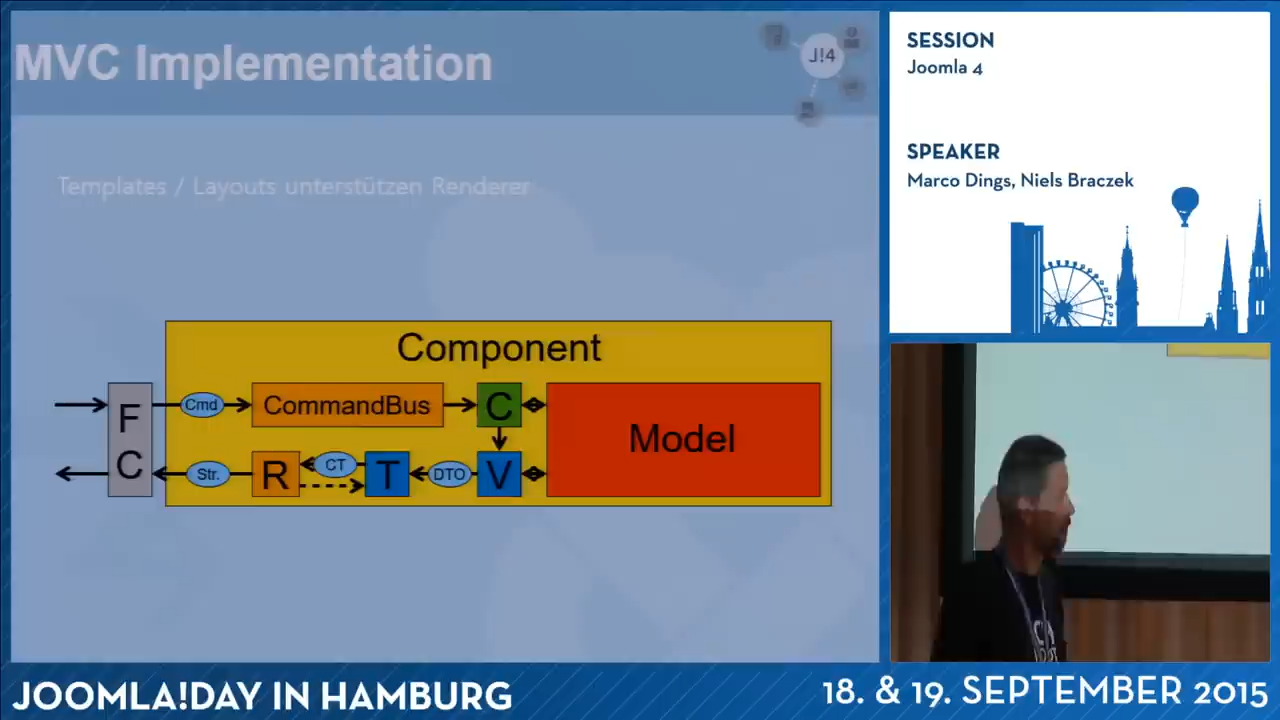 MVC Implementation
J!4
Templates / Layouts unterstützen Renderer
Component
F
C
Cmd
CommandBus
C
Model
Str.
R
CT
T
DTO
V
SESSION
Joomla 4
SPEAKER
Marco Dings, Niels Braczek
JOOMLA!DAY IN HAMBURG
18. & 19. SEPTEMBER 2015